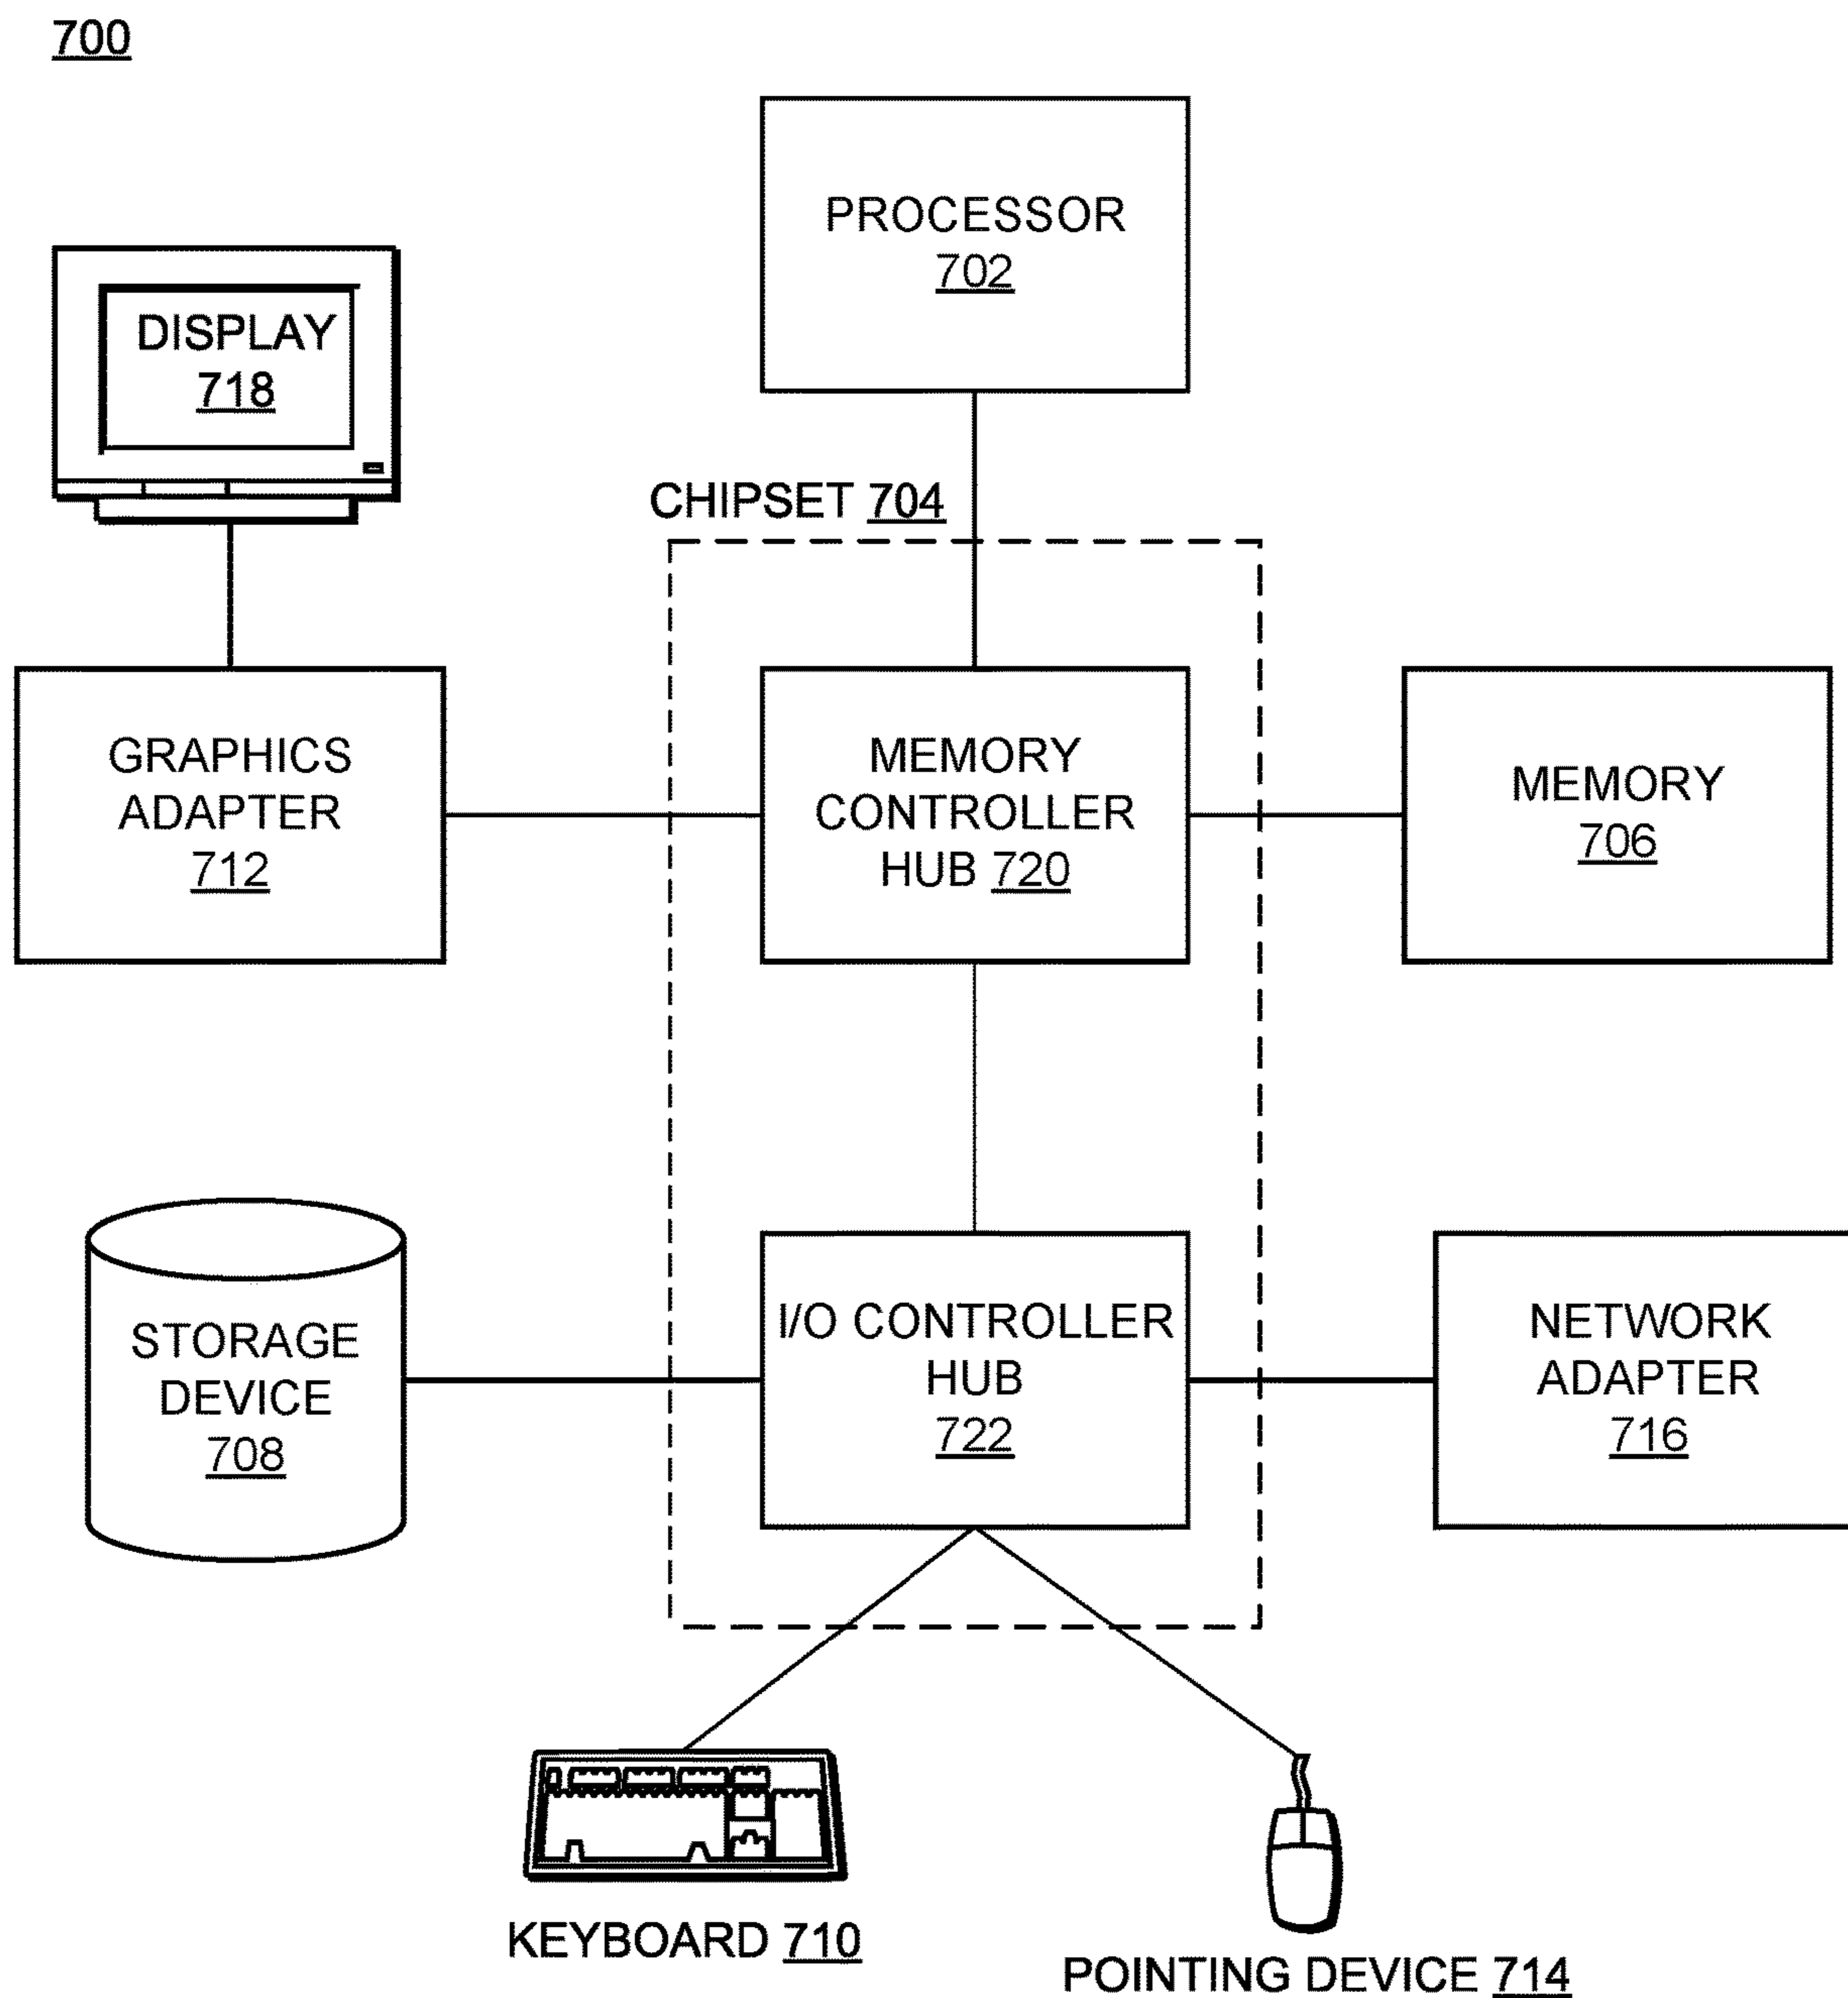 700
PROCESSOR
702
DISPLAY
718
CHIPSET 704
GRAPHICS
ADAPTER
712
MEMORY
CONTROLLER
HUB 720
MEMORY
706
STORAGE
DEVICE
708
I/O CONTROLLER
HUB
722
NETWORK
ADAPTER
716
KEYBOARD 710
POINTING DEVICE 714